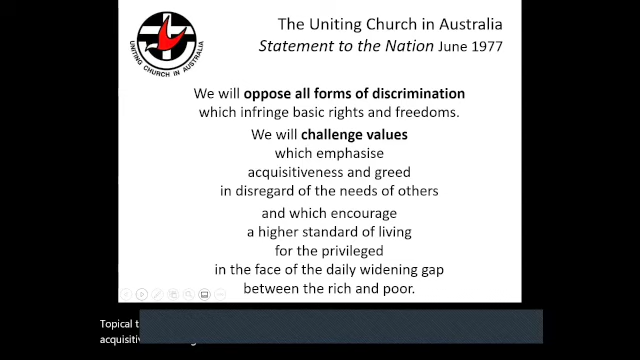 The Uniting Church in Australia
Statement to the Nation June 1977
UNITING CHURCH IN AUSTRALIA
We will oppose all forms of discrimination
which infringe basic rights and freedoms.
We will challenge values
which emphasise
acquisitiveness and greed
in disregard of the needs of others
and which encourage
a higher standard of living
for the privileged
in the face of the daily widening gap
between the rich and poor.
Topical